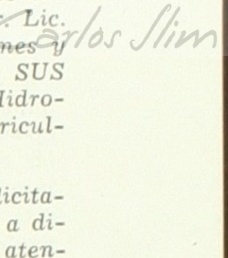 . Lic.
Carlos Slim
nes y
SUS
Hidro-
ricul-
licita-
a di-
aten-